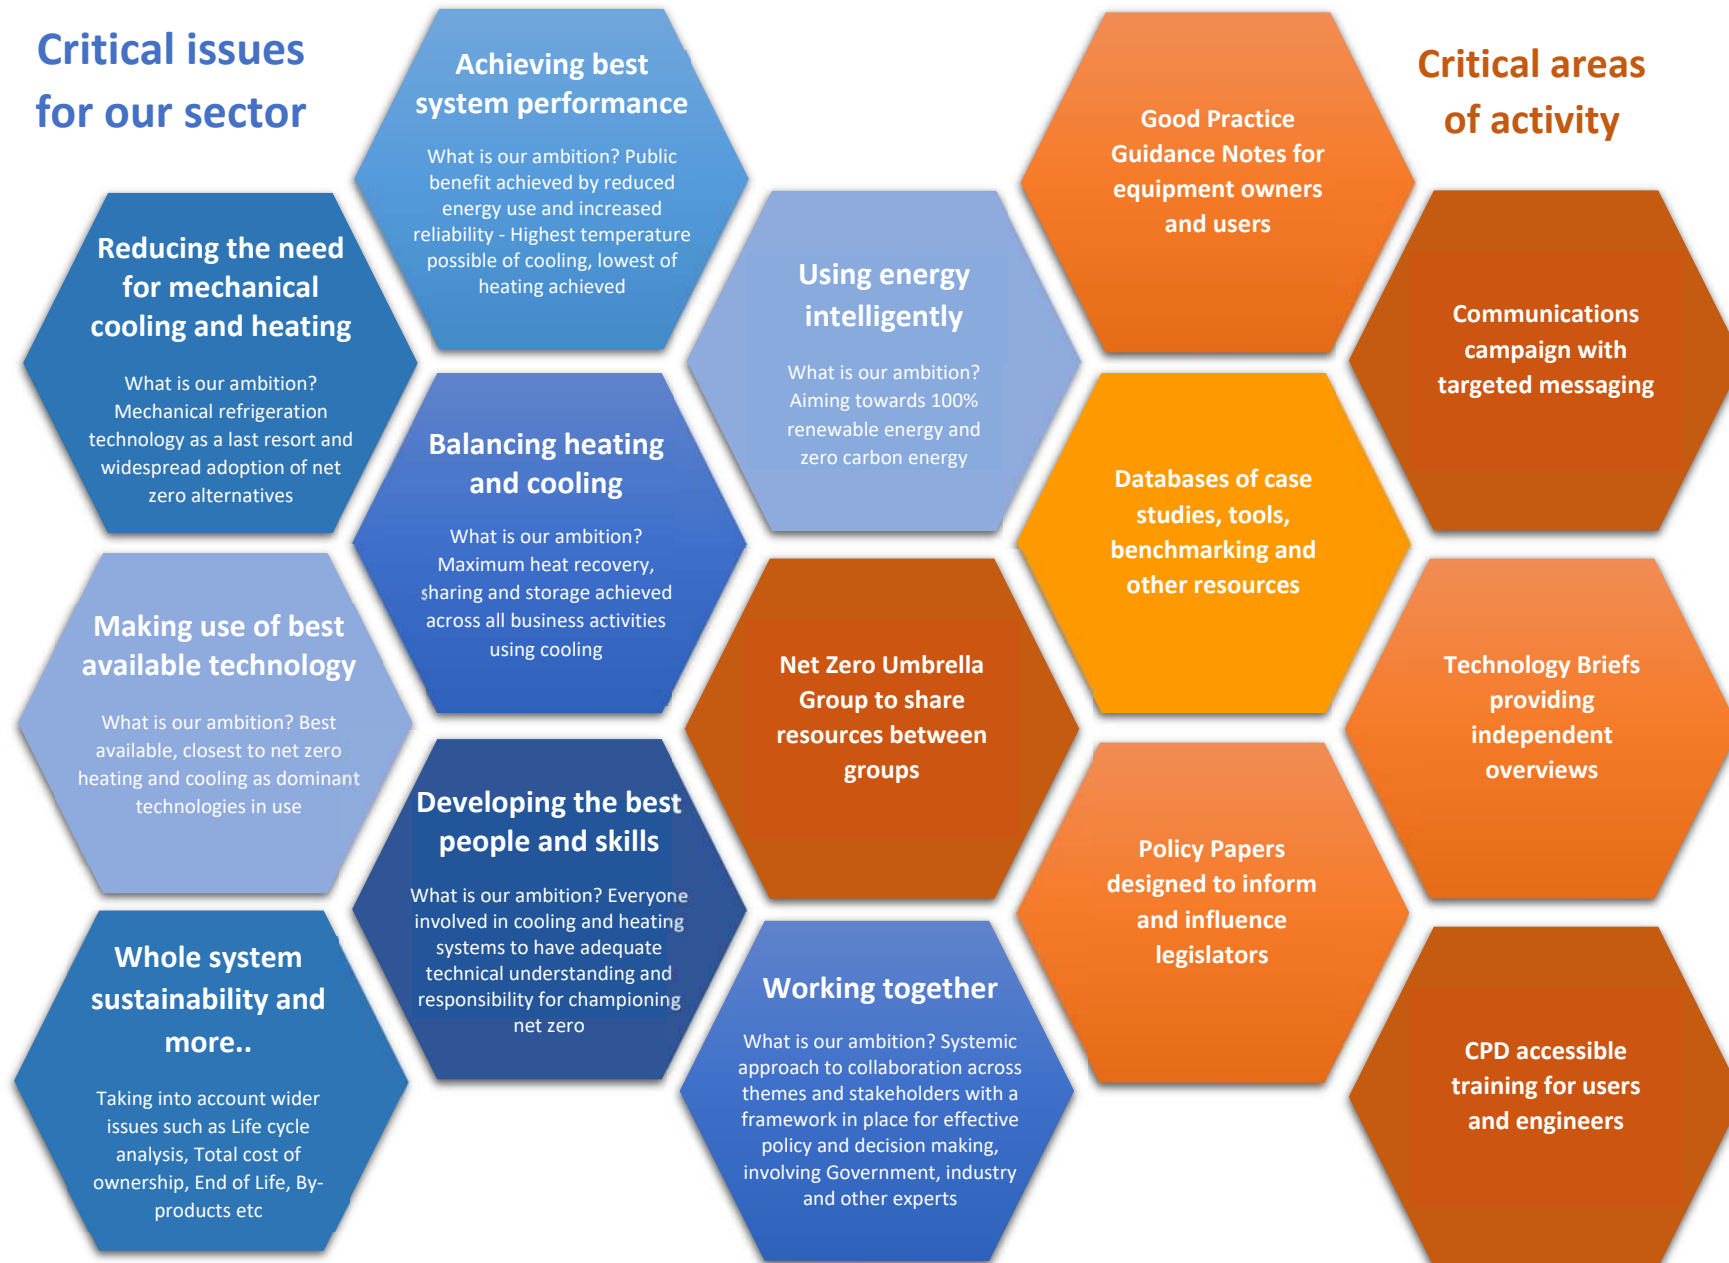 Critical issues
for our sector
Achieving best
system performance
What is our ambition? Public
benefit achieved by reduced
energy use and increased
reliability - Highest temperature
possible of cooling, lowest of
heating achieved
Reducing the need
for mechanical
cooling and heating
What is our ambition?
Mechanical refrigeration
technology as a last resort and
widespread adoption of net
zero alternatives
Using energy
intelligently
What is our ambition?
Aiming towards 100%
renewable energy and
zero carbon energy
Balancing heating
and cooling
What is our ambition?
Maximum heat recovery,
sharing and storage achieved
across all business activities
using cooling
Making use of best
available technology
What is our ambition? Best
available, closest to net zero
heating and cooling as dominant
technologies in use
Developing the best
people and skills
What is our ambition? Everyone
involved in cooling and heating
systems to have adequate
technical understanding and
responsibility for championing
net zero
Whole system
sustainability and
more..
Taking into account wider
issues such as Life cycle
analysis, Total cost of
ownership, End of Life, By-
products etc
Working together
What is our ambition? Systemic
approach to collaboration across
themes and stakeholders with a
framework in place for effective
policy and decision making,
involving Government, industry
and other experts
Critical areas
of activity
Good Practice
Guidance Notes for
equipment owners
and users
Communications
campaign with
targeted messaging
Databases of case
studies, tools,
benchmarking and
other resources
Net Zero Umbrella
Group to share
resources between
groups
Technology Briefs
providing
independent
overviews
Policy Papers
designed to inform
and influence
legislators
CPD accessible
training for users
and engineers